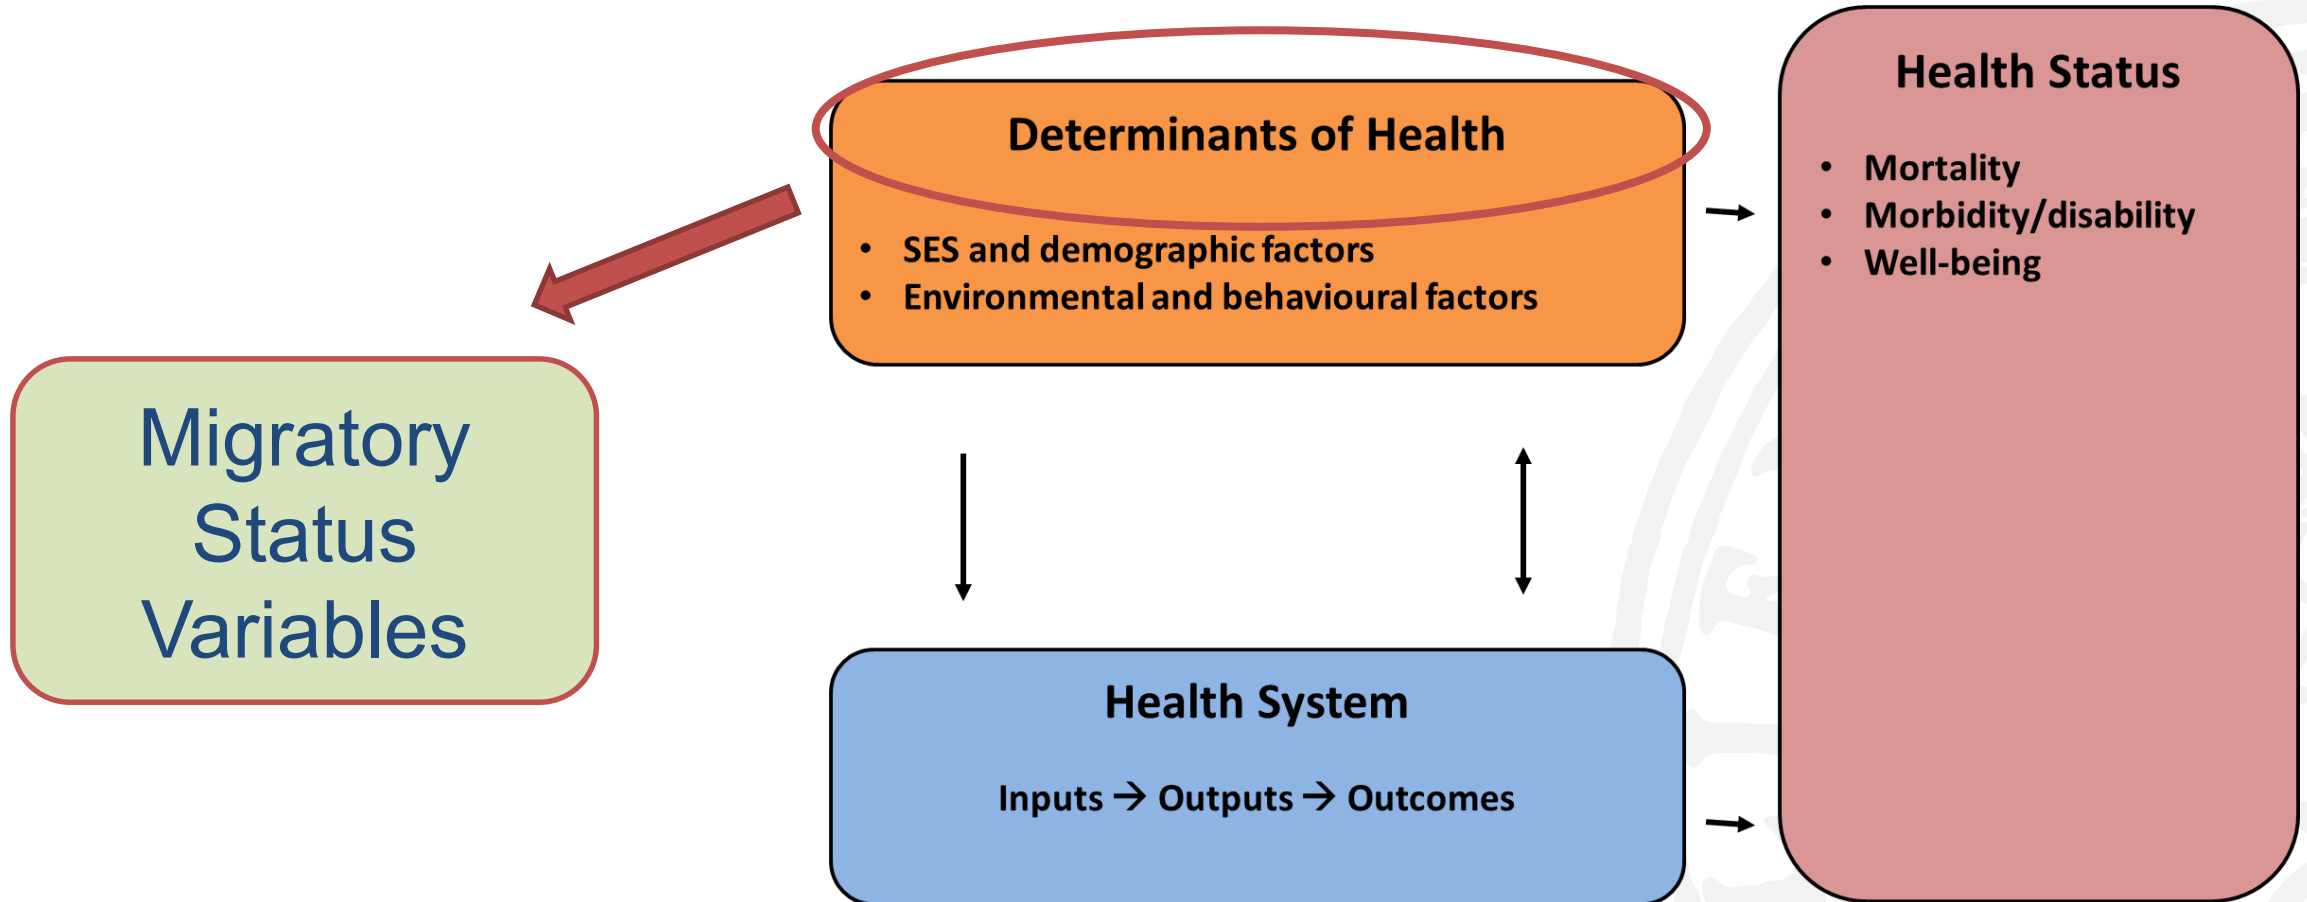 Determinants of Health
• SES and demographic factors
• Environmental and behavioural factors
Health Status
• Mortality
• Morbidity/disability
• Well-being
Migratory
Status
Variables
Health System
Inputs → Outputs → Outcomes